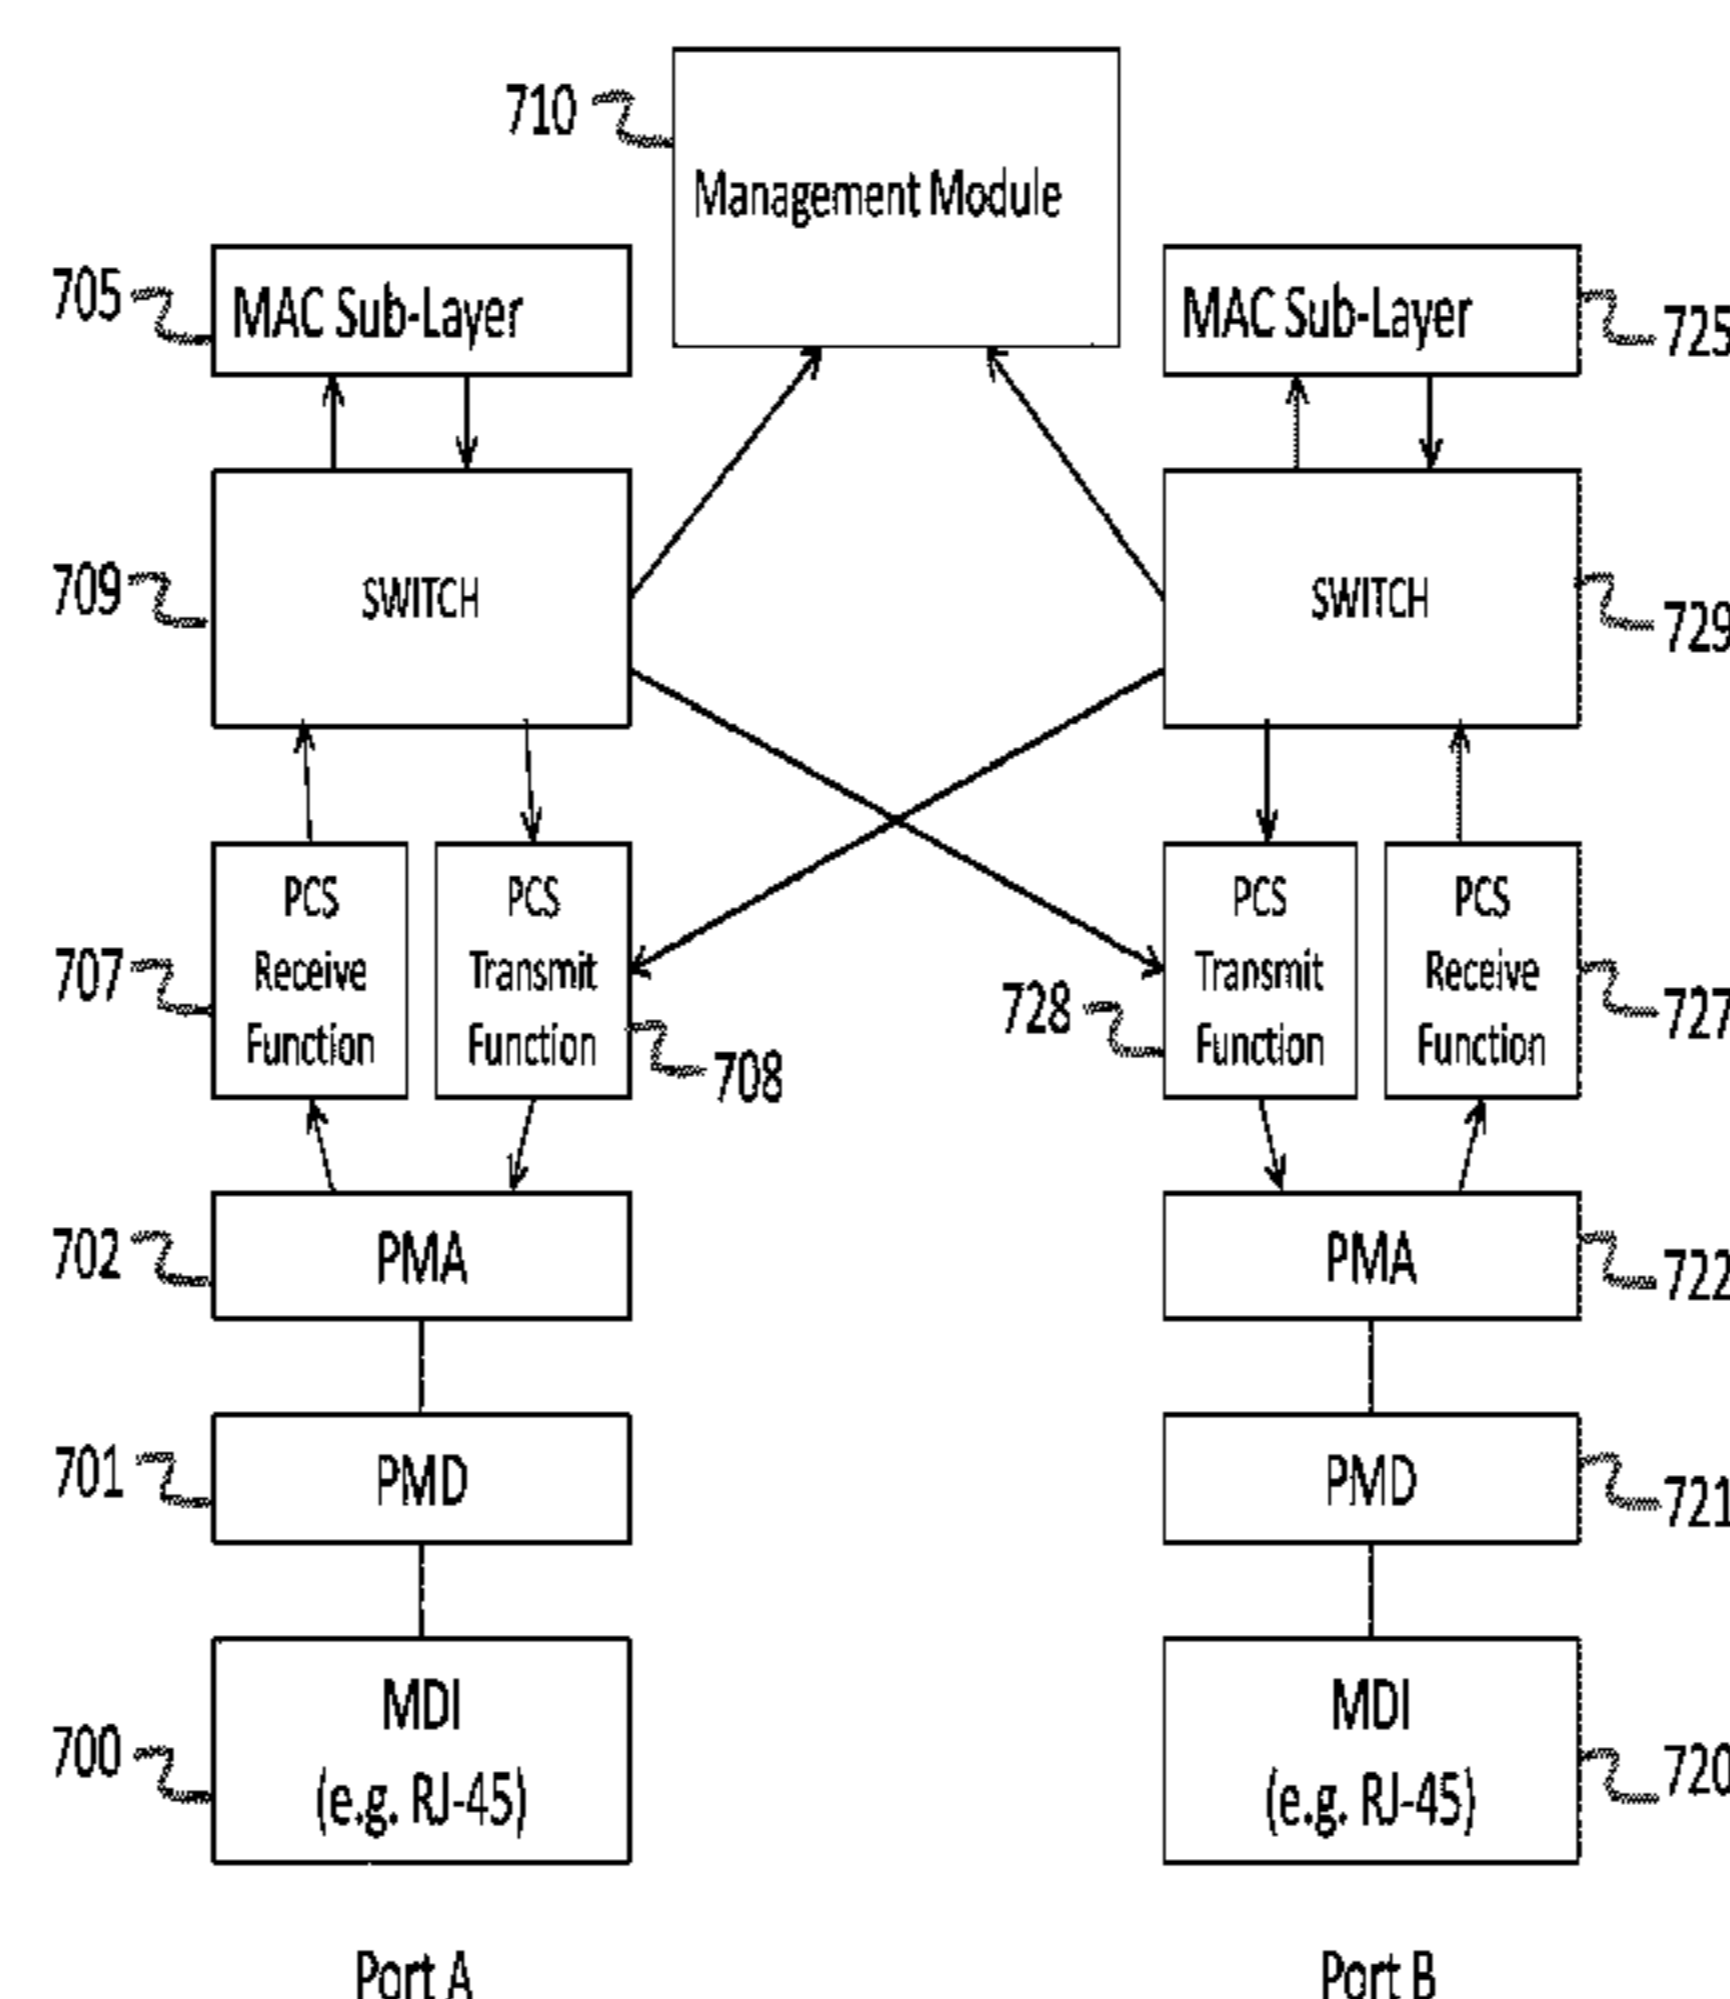 710
Management Module
705
MAC Sub-Layer
MAC Sub-Layer
725
709
SWITCH
SWITCH
729
707
PCS
Receive
Function
PCS
Transmit
Function
708
728
PCS
Transmit
Function
PCS
Receive
Function
727
702
PMA
PMA
722
701
PMD
PMD
721
700
MDI
(e.g. RJ-45)
MDI
(e.g. RJ-45)
720
Port A
Port B